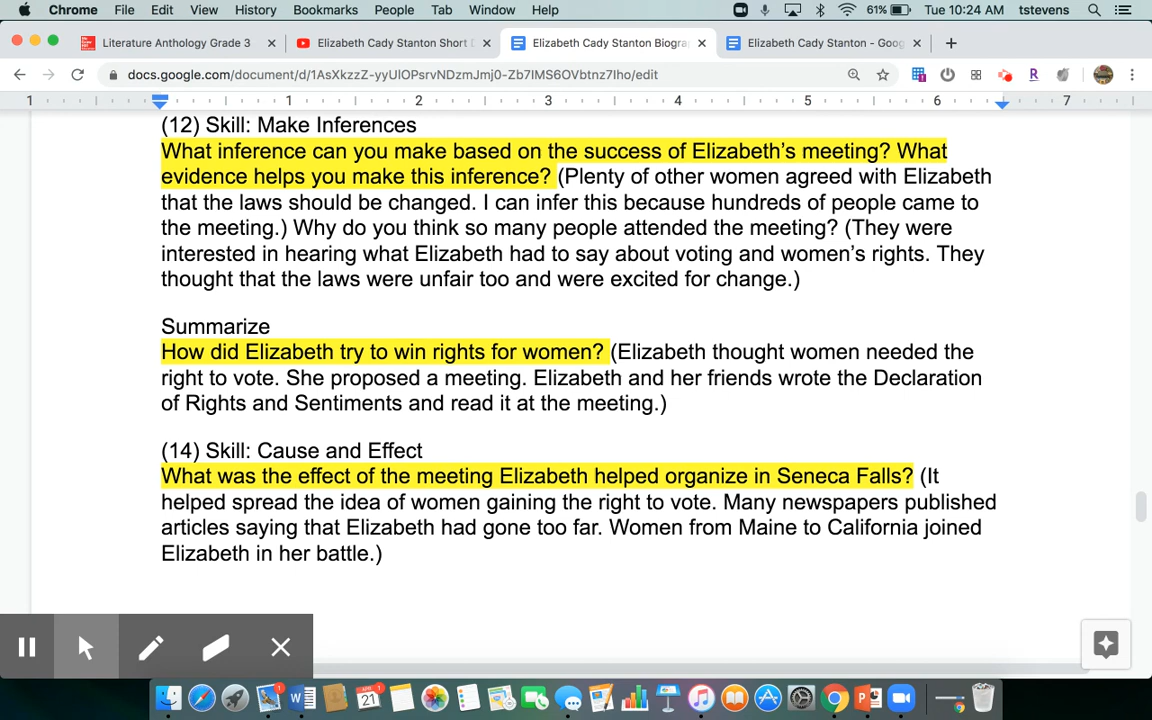 Chrome File Edit View History Bookmarks People Tab Window Help 61% Tue 10:24 AM tstevens
Literature Anthology Grade 3 Elizabeth Cady Stanton Short Elizabeth Cady Stanton Biogra Elizabeth Cady Stanton - Goog
docs.google.com/document/d/1AsXkzzZ-yyUlOPsrvNDzmJmj0-Zb7IMS6OVbtnz7Iho/edit
1 1 2 3 4 5 6 7
(12) Skill: Make Inferences
What inference can you make based on the success of Elizabeth's meeting? What
evidence helps you make this inference? (Plenty of other women agreed with Elizabeth
that the laws should be changed. I can infer this because hundreds of people came to
the meeting.) Why do you think so many people attended the meeting? (They were
interested in hearing what Elizabeth had to say about voting and women's rights. They
thought that the laws were unfair too and were excited for change.)
Summarize
How did Elizabeth try to win rights for women? (Elizabeth thought women needed the
right to vote. She proposed a meeting. Elizabeth and her friends wrote the Declaration
of Rights and Sentiments and read it at the meeting.)
(14) Skill: Cause and Effect
What was the effect of the meeting Elizabeth helped organize in Seneca Falls? (It
helped spread the idea of women gaining the right to vote. Many newspapers published
articles saying that Elizabeth had gone too far. Women from Maine to California joined
Elizabeth in her battle.)